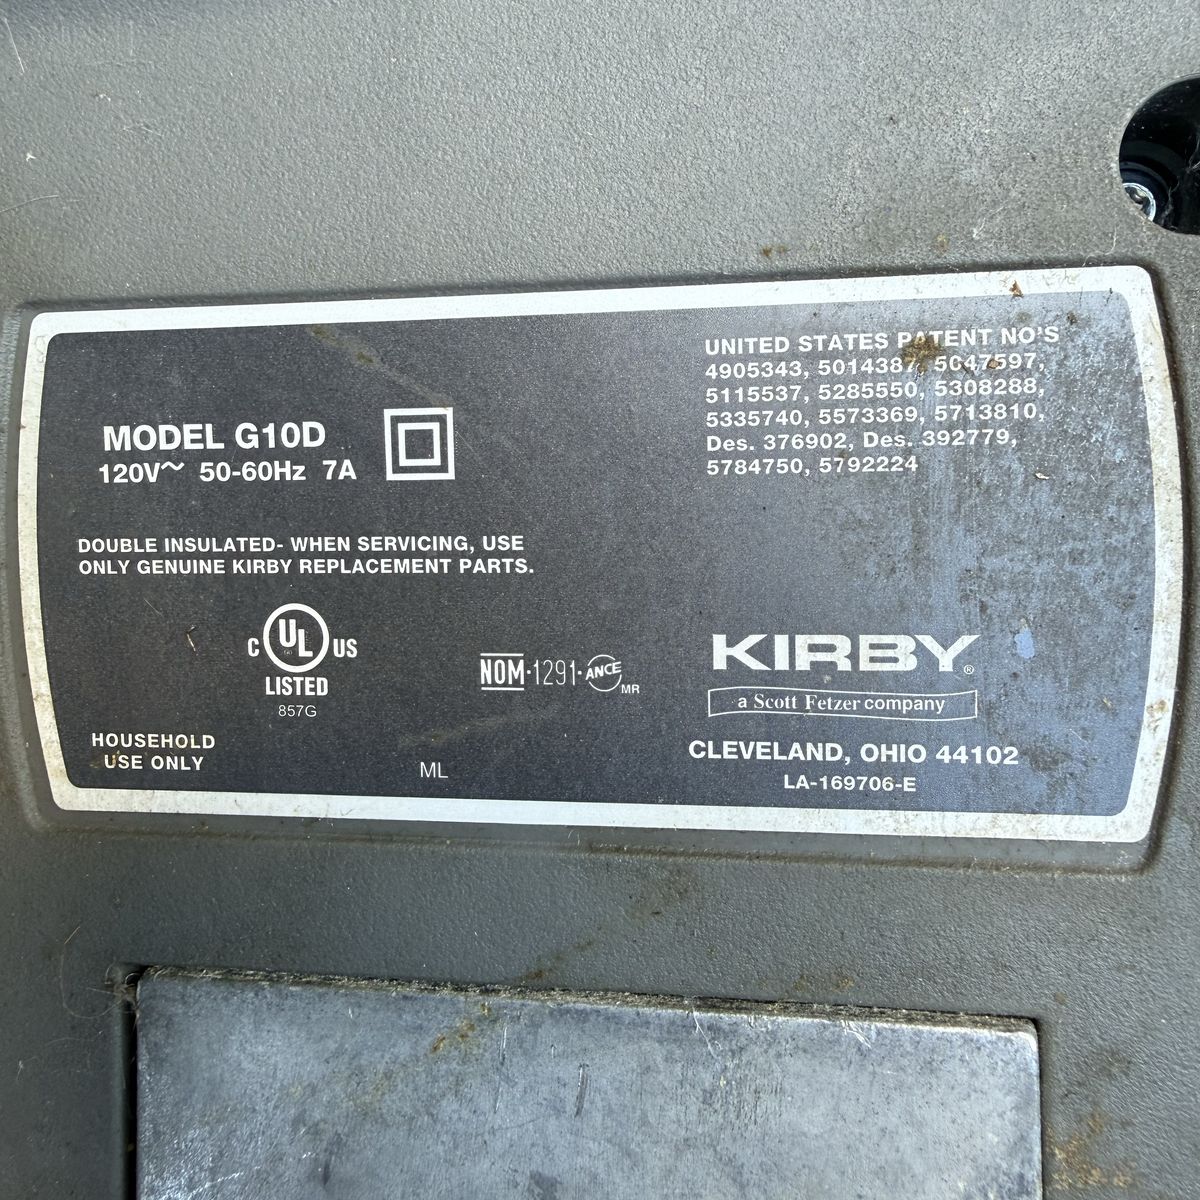 MODEL G10D
120V~ 50-60Hz 7A
UNITED STATES PATENT NO'S
4905343, 5014387, 5047597,
5115537, 5285550, 5308288,
5335740, 5573369, 5713810,
Des. 376902, Des. 392779,
5784750, 5792224
DOUBLE INSULATED- WHEN SERVICING, USE
ONLY GENUINE KIRBY REPLACEMENT PARTS.
C UL US
LISTED
857G
NOM·1291·ANCE MR
HOUSEHOLD
USE ONLY
ML
KIRBY®
a Scott Fetzer company
CLEVELAND, OHIO 44102
LA-169706-E